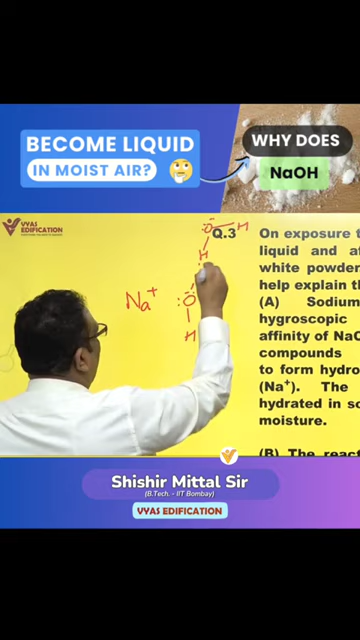 BECOME LIQUID
IN MOIST AIR?
WHY DOES
NaOH
VYAS
EDIFICATION
Q.3
On exposure t
liquid and af
white powder
help explain th
(A) Sodium
hygroscopic
affinity of NaO
compounds
to form hydro
(Na⁺). The
hydrated in so
moisture.
(B) The react
Na⁺
:O⁻
H
H
O
H
Shishir Mittal Sir
(B.Tech. - IIT Bombay)
VYAS EDIFICATION